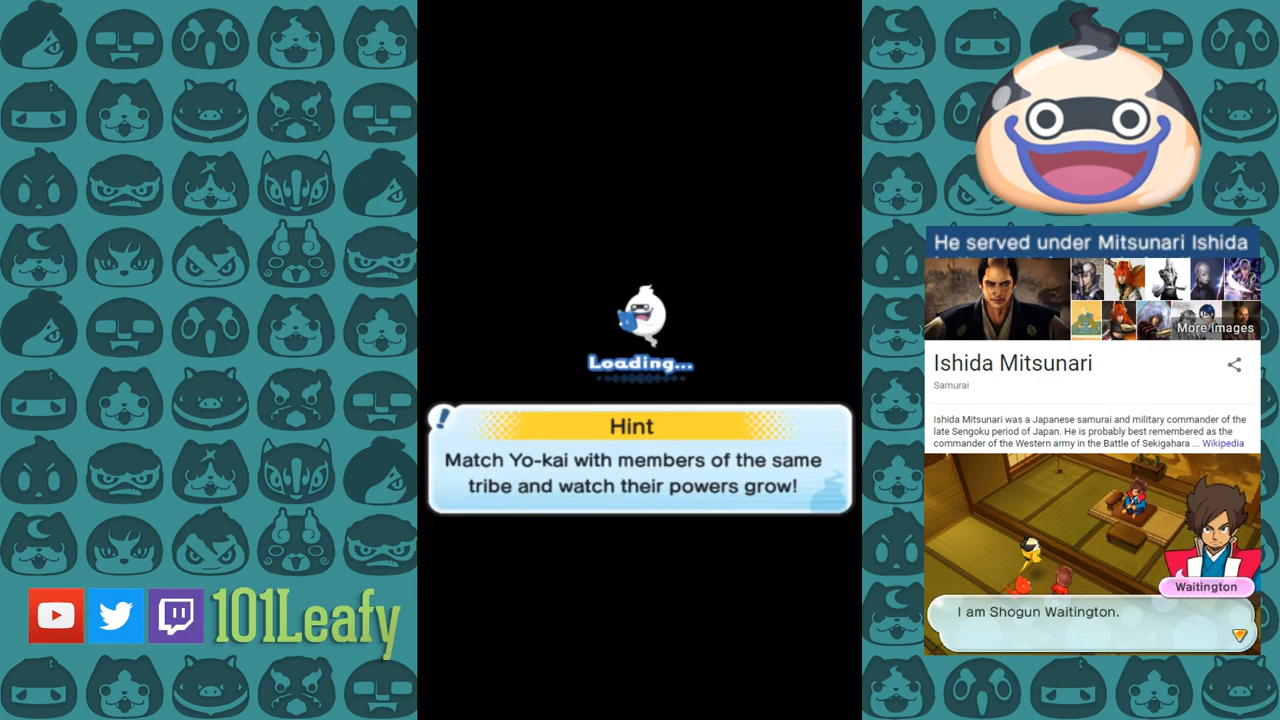 Loading...
Hint
Match Yo-kai with members of the same
tribe and watch their powers grow!
101Leafy
He served under Mitsunari Ishida
More images
Ishida Mitsunari
Samurai
Ishida Mitsunari was a Japanese samurai and military commander of the
late Sengoku period of Japan. He is probably best remembered as the
commander of the Western army in the Battle of Sekigahara ... Wikipedia
Waitington
I am Shogun Waitington.